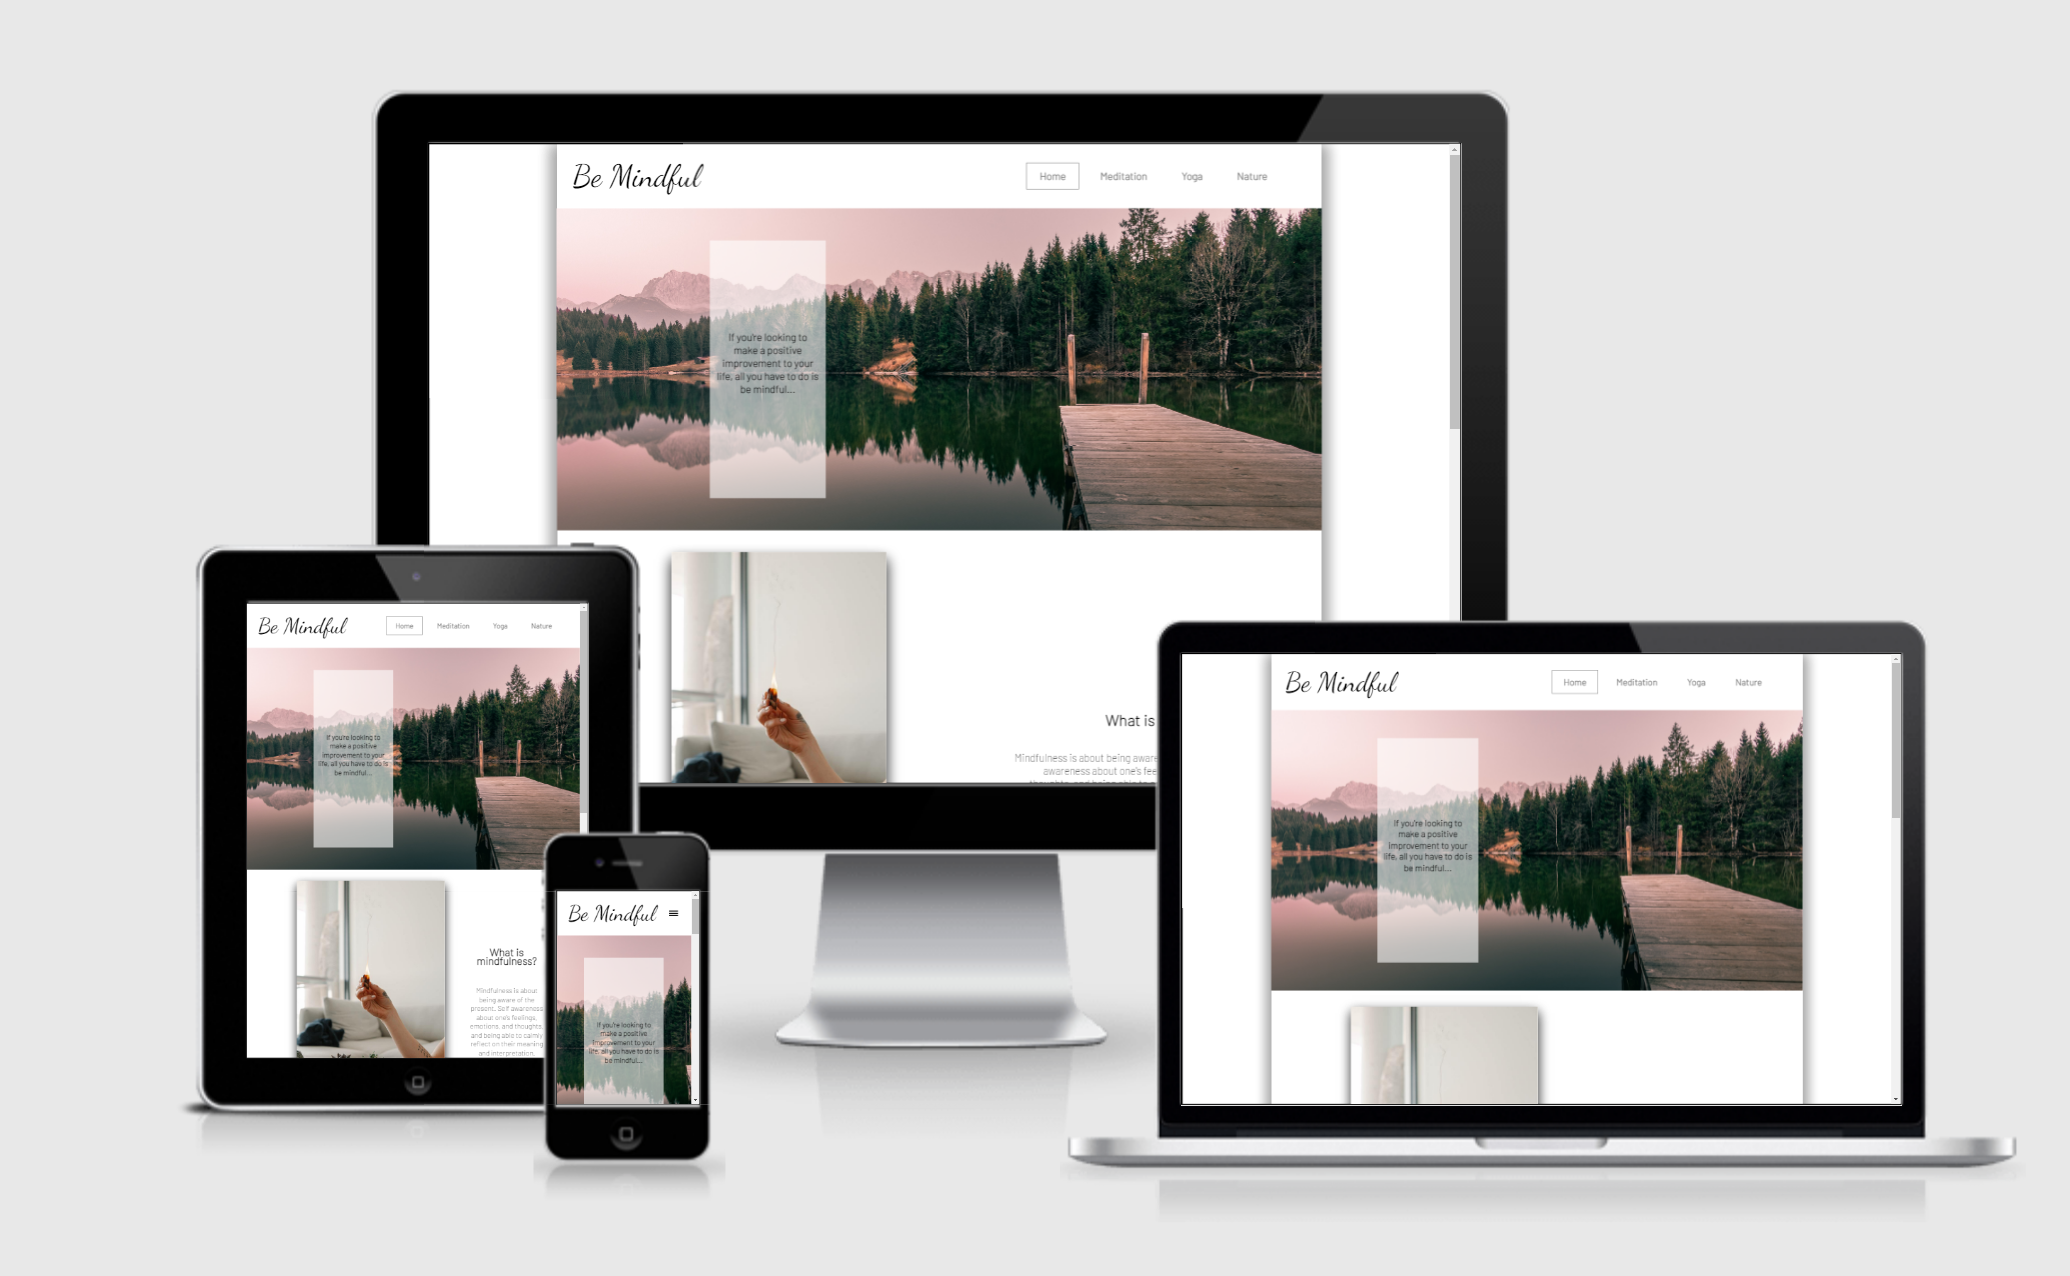 Be Mindful
Home Meditation Yoga Nature
If you're looking to
make a positive
improvement to your
life, all you have to do is
be mindful...
What is
Mindfulness is about being aware
awareness about one's fee
Be Mindful
Home Meditation Yoga Nature
If you're looking to
make a positive
improvement to your
life, all you have to do is
be mindful...
What is
mindfulness?
Mindfulness is about
being aware of the
present. Self awareness
about one's feelings,
emotions, and thoughts,
and being able to calmly
reflect on their meaning
and interpretation.
Be Mindful
If you're looking to
make a positive
improvement to your
life, all you have to do is
be mindful...
Be Mindful
Home Meditation Yoga Nature
If you're looking to
make a positive
improvement to your
life, all you have to do is
be mindful...